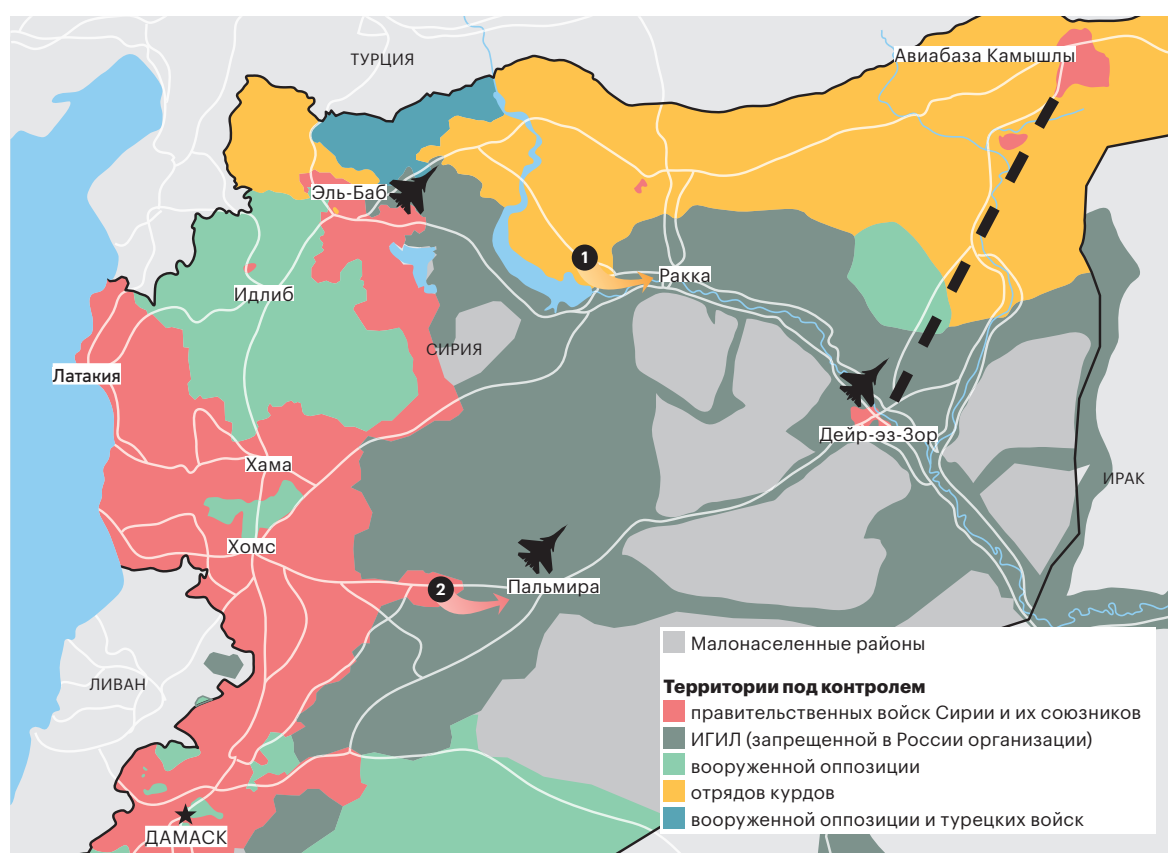 ТУРЦИЯ
Авиабаза Камышлы
Эль-Баб
1
Ракка
Идлиб
СИРИЯ
Латакия
Дейр-эз-Зор
Хама
ИРАК
Хомс
2
Пальмира
ЛИВАН
ДАМАСК
Малонаселенные районы
Территории под контролем
правительственных войск Сирии и их союзников
ИГИЛ (запрещенной в России организации)
вооруженной оппозиции
отрядов курдов
вооруженной оппозиции и турецких войск